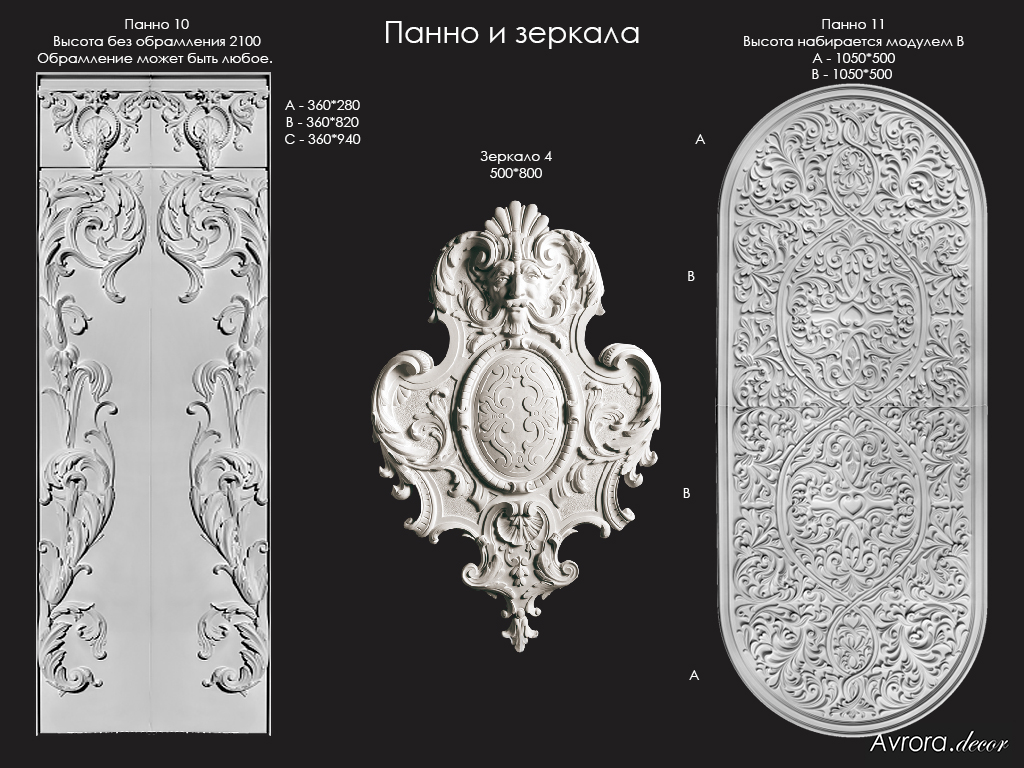 Панно и зеркала
Панно 10
Высота без обрамления 2100
Обрамление может быть любое.
A - 360*280
B - 360*820
C - 360*940
Зеркало 4
500*800
Панно 11
Высота набирается модулем В
A - 1050*500
B - 1050*500
A
B
B
A
Avrora.decor